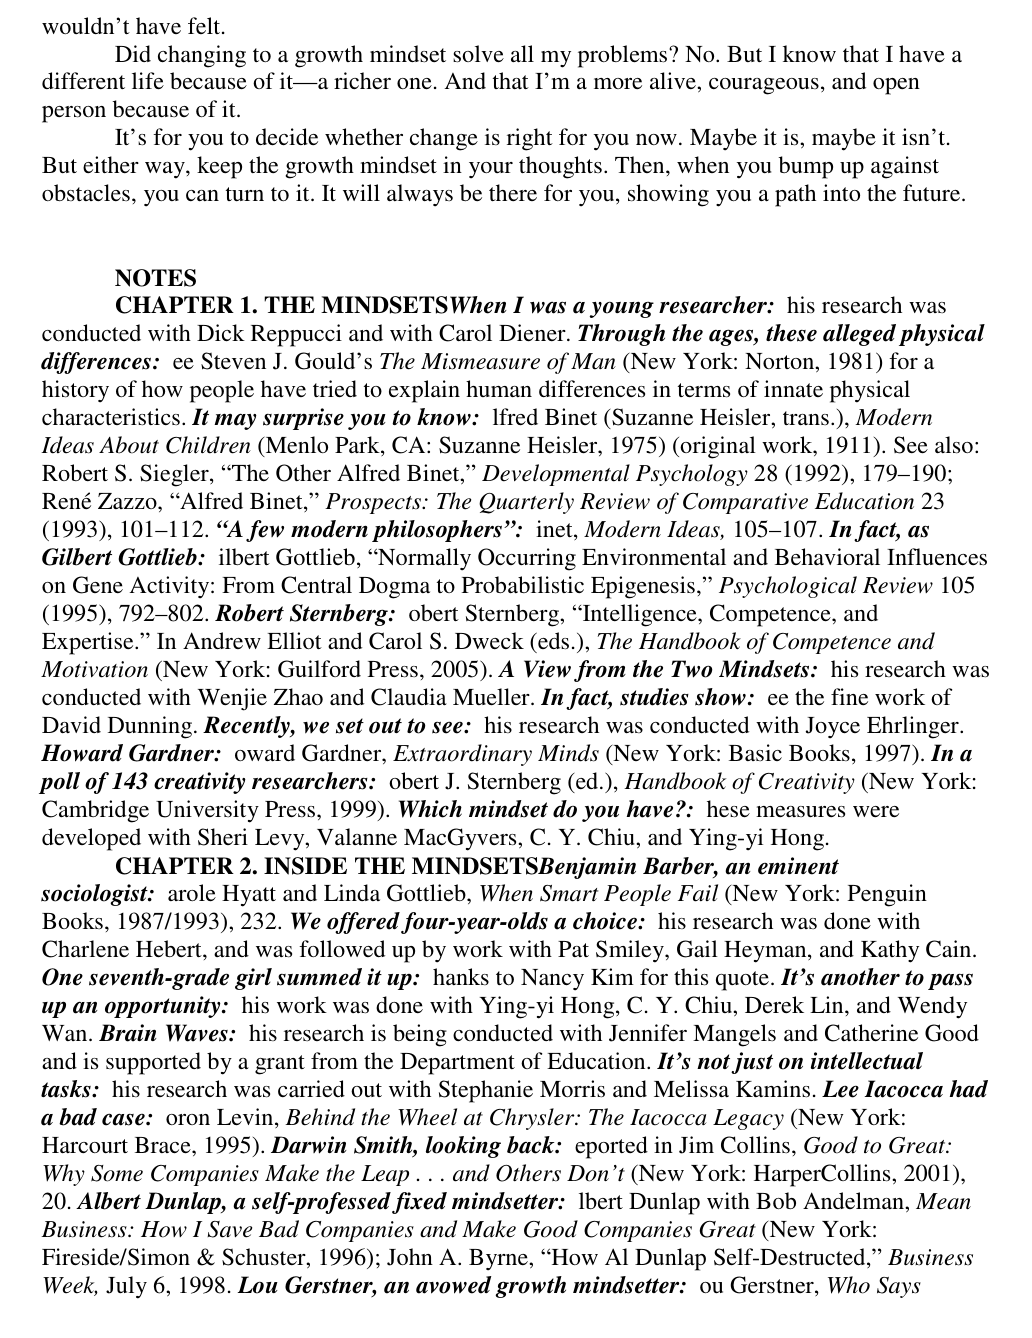 wouldn’t have felt.
Did changing to a growth mindset solve all my problems? No. But I know that I have a
different life because of it—a richer one. And that I’m a more alive, courageous, and open
person because of it.
It’s for you to decide whether change is right for you now. Maybe it is, maybe it isn’t.
But either way, keep the growth mindset in your thoughts. Then, when you bump up against
obstacles, you can turn to it. It will always be there for you, showing you a path into the future.
NOTES
CHAPTER 1. THE MINDSETSWhen I was a young researcher: his research was
conducted with Dick Reppucci and with Carol Diener. Through the ages, these alleged physical
differences: ee Steven J. Gould’s The Mismeasure of Man (New York: Norton, 1981) for a
history of how people have tried to explain human differences in terms of innate physical
characteristics. It may surprise you to know: lfred Binet (Suzanne Heisler, trans.), Modern
Ideas About Children (Menlo Park, CA: Suzanne Heisler, 1975) (original work, 1911). See also:
Robert S. Siegler, “The Other Alfred Binet,” Developmental Psychology 28 (1992), 179–190;
René Zazzo, “Alfred Binet,” Prospects: The Quarterly Review of Comparative Education 23
(1993), 101–112. “A few modern philosophers”: inet, Modern Ideas, 105–107. In fact, as
Gilbert Gottlieb: ilbert Gottlieb, “Normally Occurring Environmental and Behavioral Influences
on Gene Activity: From Central Dogma to Probabilistic Epigenesis,” Psychological Review 105
(1995), 792–802. Robert Sternberg: obert Sternberg, “Intelligence, Competence, and
Expertise.” In Andrew Elliot and Carol S. Dweck (eds.), The Handbook of Competence and
Motivation (New York: Guilford Press, 2005). A View from the Two Mindsets: his research was
conducted with Wenjie Zhao and Claudia Mueller. In fact, studies show: ee the fine work of
David Dunning. Recently, we set out to see: his research was conducted with Joyce Ehrlinger.
Howard Gardner: oward Gardner, Extraordinary Minds (New York: Basic Books, 1997). In a
poll of 143 creativity researchers: obert J. Sternberg (ed.), Handbook of Creativity (New York:
Cambridge University Press, 1999). Which mindset do you have?: hese measures were
developed with Sheri Levy, Valanne MacGyvers, C. Y. Chiu, and Ying-yi Hong.
CHAPTER 2. INSIDE THE MINDSETSBenjamin Barber, an eminent
sociologist: arole Hyatt and Linda Gottlieb, When Smart People Fail (New York: Penguin
Books, 1987/1993), 232. We offered four-year-olds a choice: his research was done with
Charlene Hebert, and was followed up by work with Pat Smiley, Gail Heyman, and Kathy Cain.
One seventh-grade girl summed it up: hanks to Nancy Kim for this quote. It’s another to pass
up an opportunity: his work was done with Ying-yi Hong, C. Y. Chiu, Derek Lin, and Wendy
Wan. Brain Waves: his research is being conducted with Jennifer Mangels and Catherine Good
and is supported by a grant from the Department of Education. It’s not just on intellectual
tasks: his research was carried out with Stephanie Morris and Melissa Kamins. Lee Iacocca had
a bad case: oron Levin, Behind the Wheel at Chrysler: The Iacocca Legacy (New York:
Harcourt Brace, 1995). Darwin Smith, looking back: eported in Jim Collins, Good to Great:
Why Some Companies Make the Leap . . . and Others Don’t (New York: HarperCollins, 2001),
20. Albert Dunlap, a self-professed fixed mindsetter: lbert Dunlap with Bob Andelman, Mean
Business: How I Save Bad Companies and Make Good Companies Great (New York:
Fireside/Simon & Schuster, 1996); John A. Byrne, “How Al Dunlap Self-Destructed,” Business
Week, July 6, 1998. Lou Gerstner, an avowed growth mindsetter: ou Gerstner, Who Says